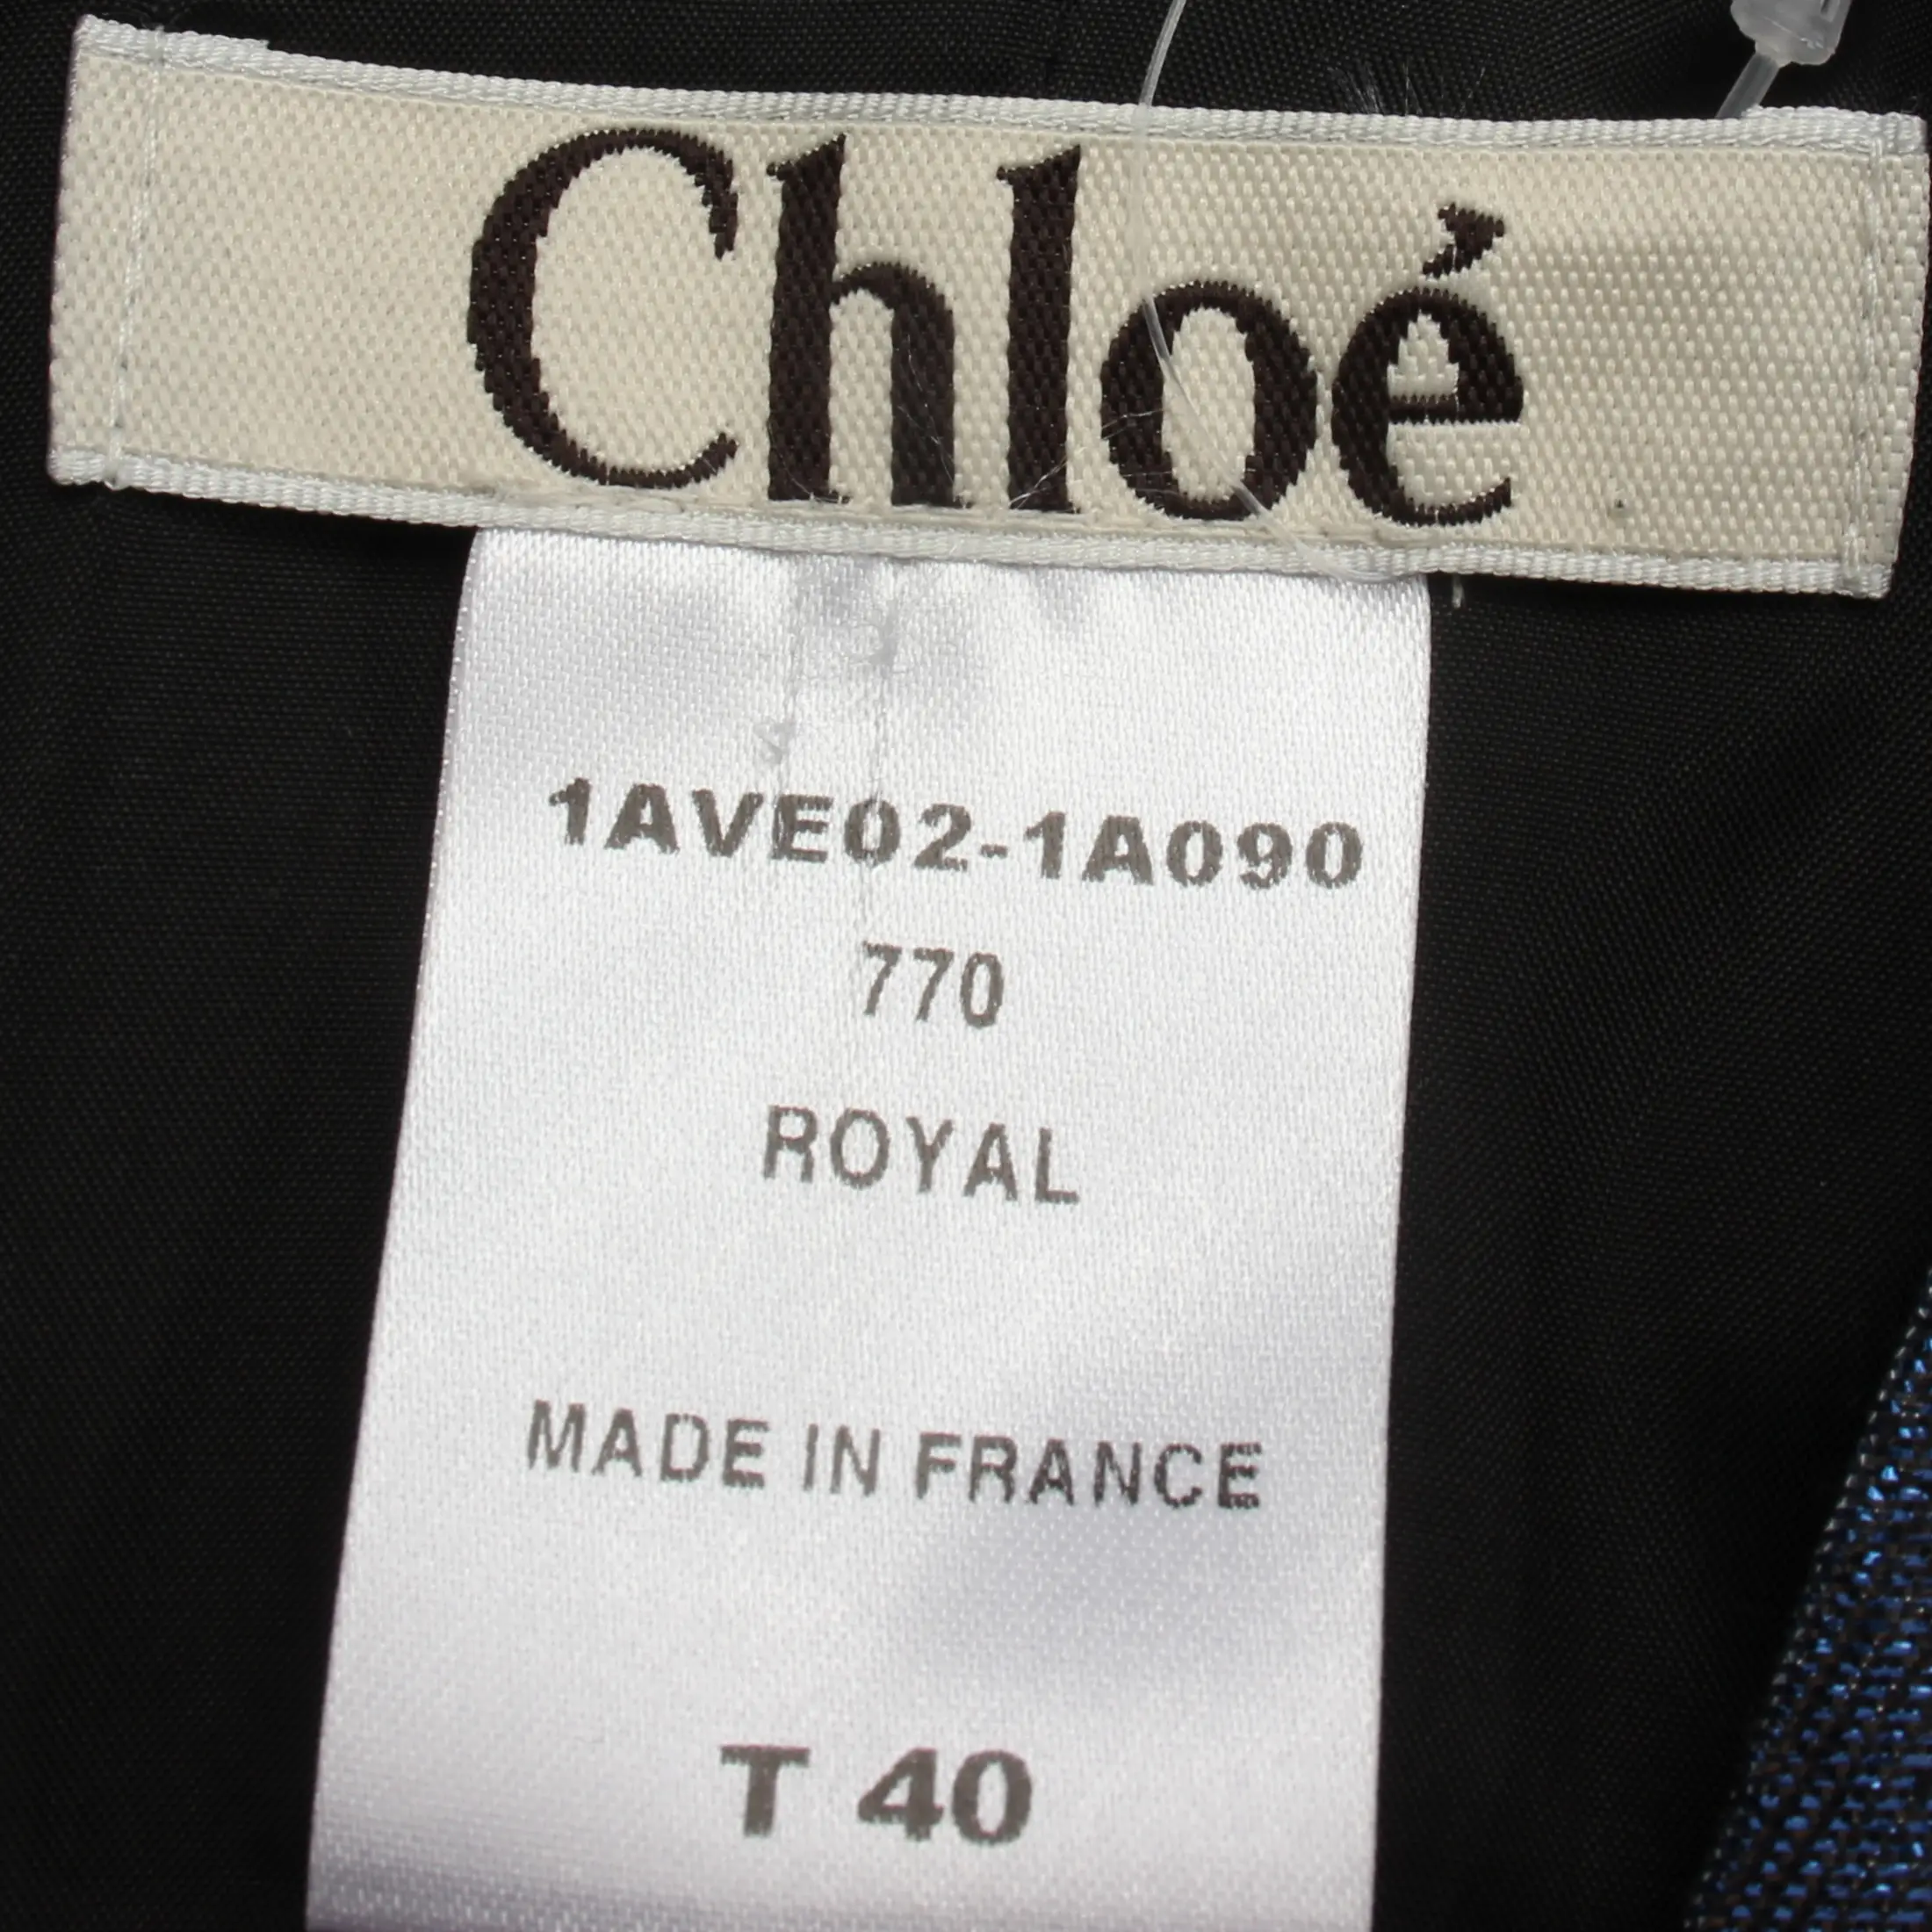 Chloé
1AVE02-1A090
770
ROYAL
MADE IN FRANCE
T 40